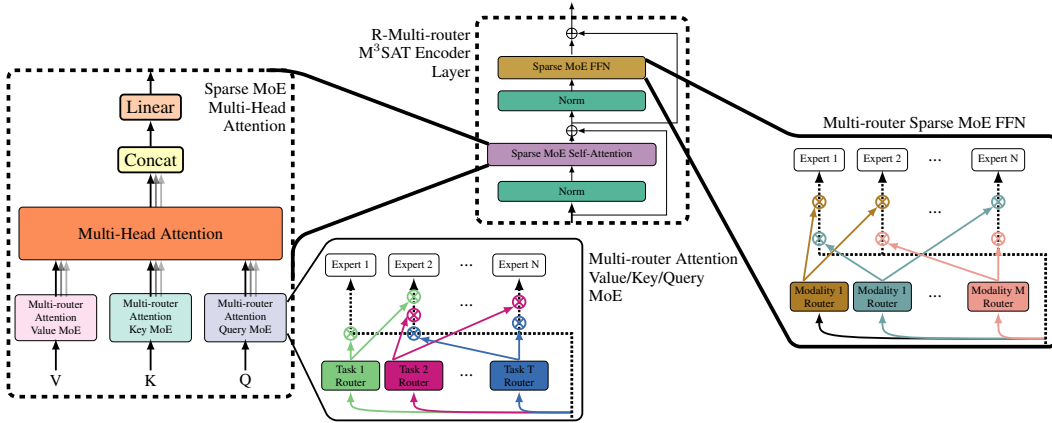 R-Multi-router
M³SAT Encoder
Layer
Sparse MoE FFN
Norm
Sparse MoE Self-Attention
Norm
Sparse MoE
Multi-Head
Attention
Linear
Concat
Multi-Head Attention
Multi-router
Attention
Value MoE
Multi-router
Attention
Key MoE
Multi-router
Attention
Query MoE
V
K
Q
Multi-router Attention
Value/Key/Query
MoE
Expert 1
Expert 2
...
Expert N
...
Task 1
Router
Task 2
Router
...
Task T
Router
Multi-router Sparse MoE FFN
Expert 1
Expert 2
...
Expert N
...
Modality 1
Router
Modality 1
Router
...
Modality M
Router